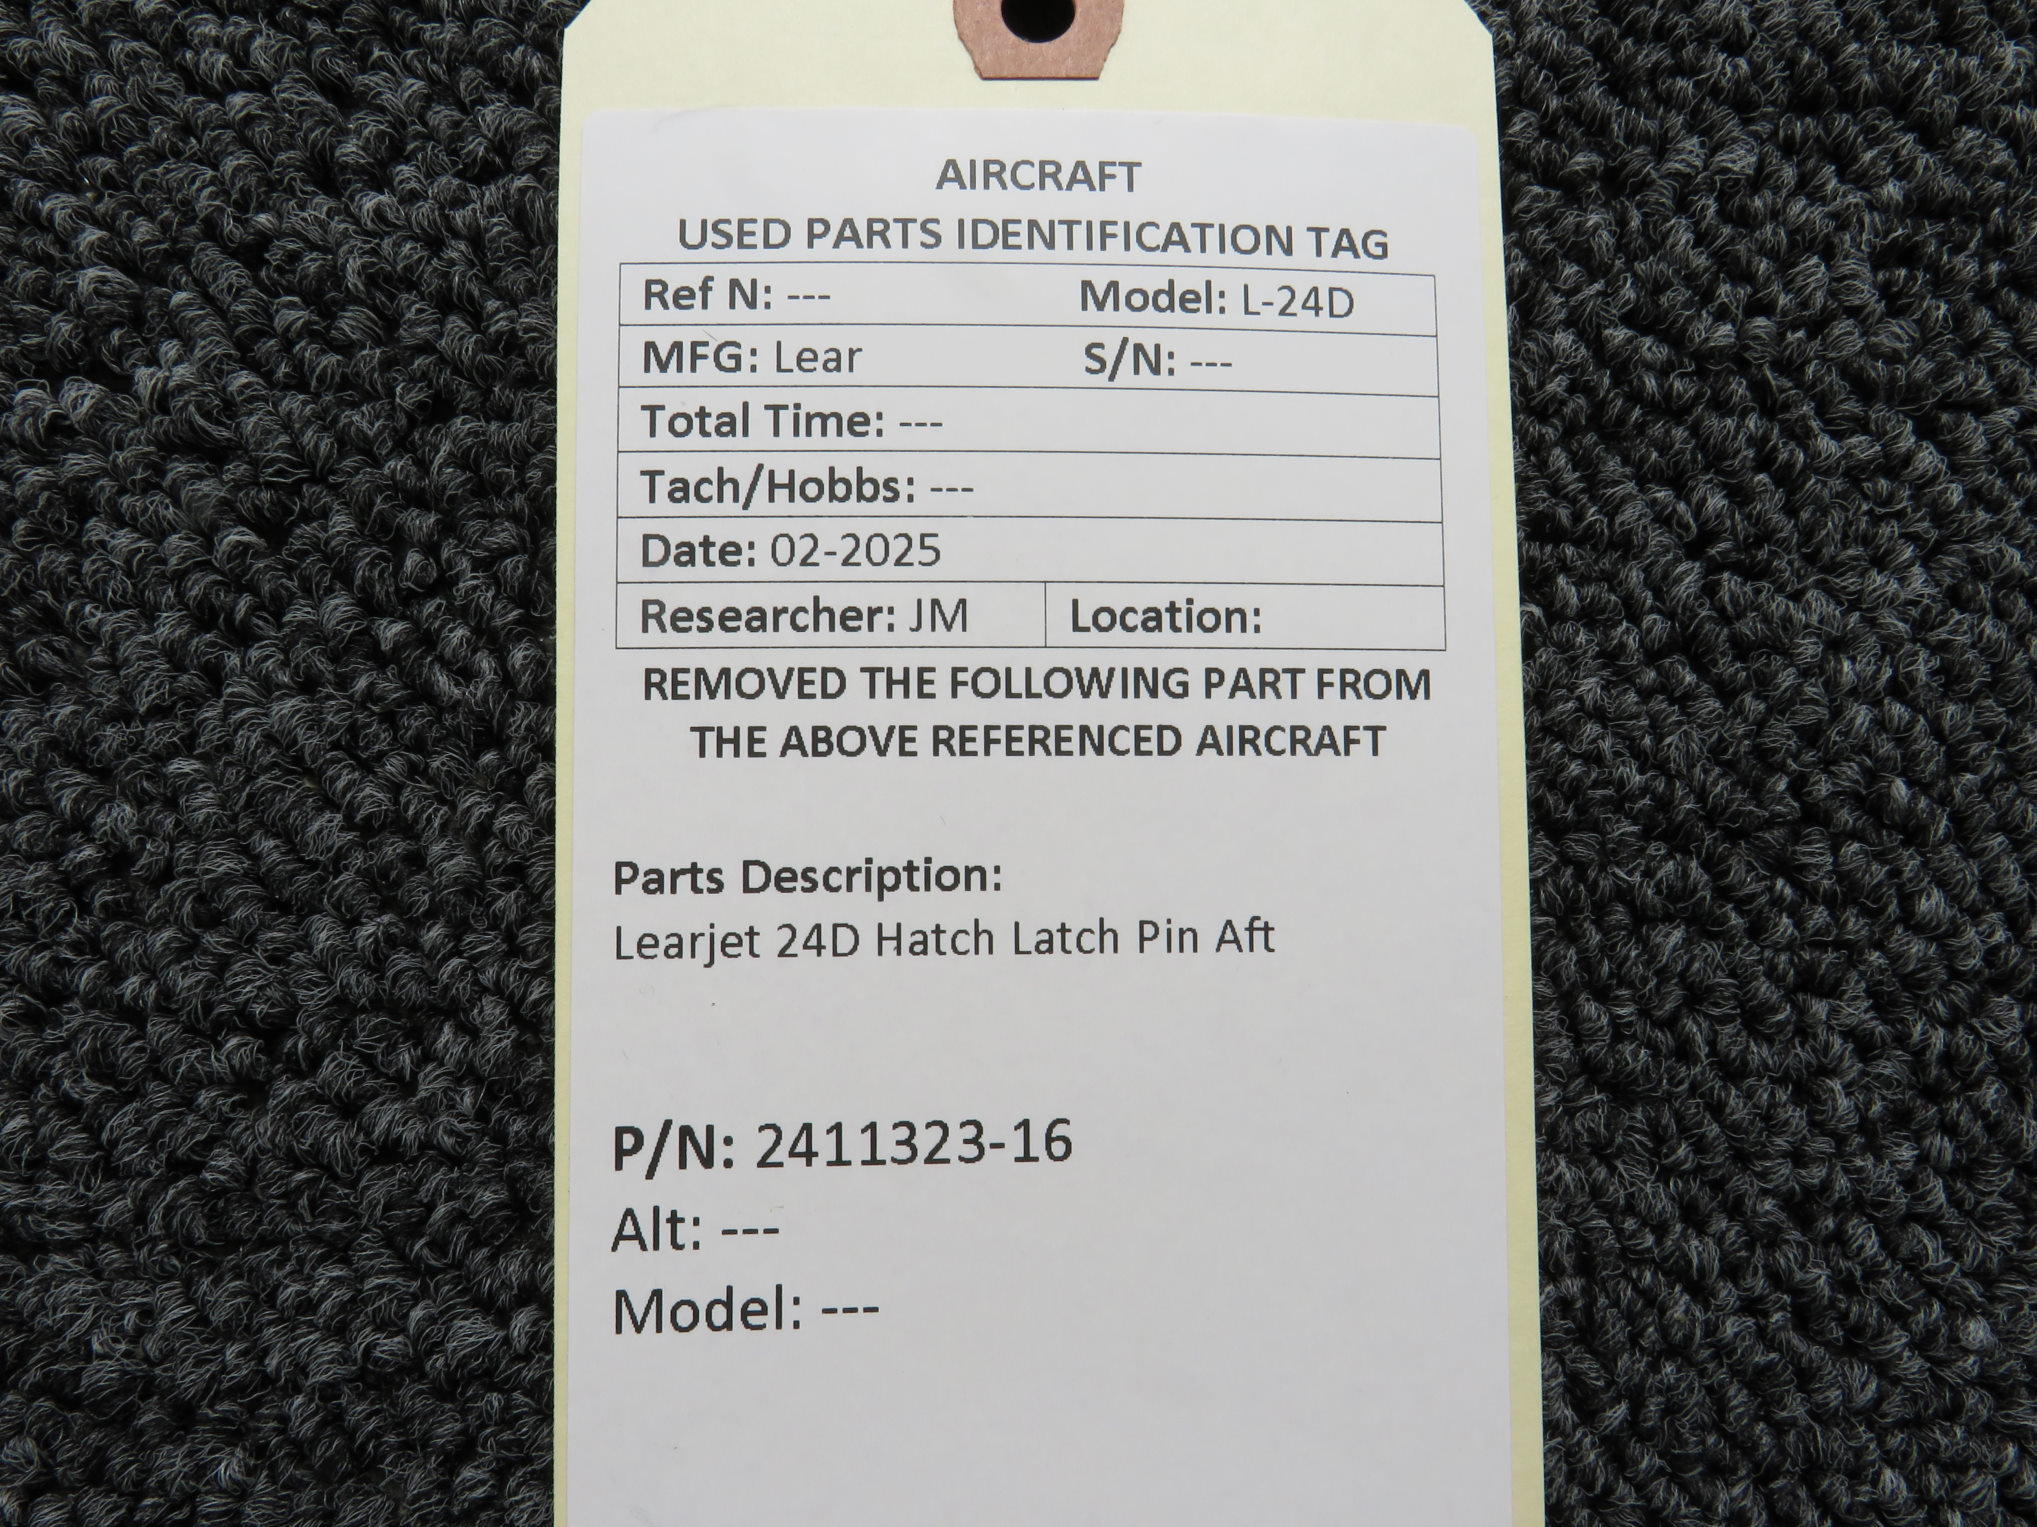 AIRCRAFT
USED PARTS IDENTIFICATION TAG
Ref N: --- Model: L-24D
MFG: Lear S/N: ---
Total Time: ---
Tach/Hobbs: ---
Date: 02-2025
Researcher: JM Location:
REMOVED THE FOLLOWING PART FROM
THE ABOVE REFERENCED AIRCRAFT
Parts Description:
Learjet 24D Hatch Latch Pin Aft
P/N: 2411323-16
Alt: ---
Model: ---